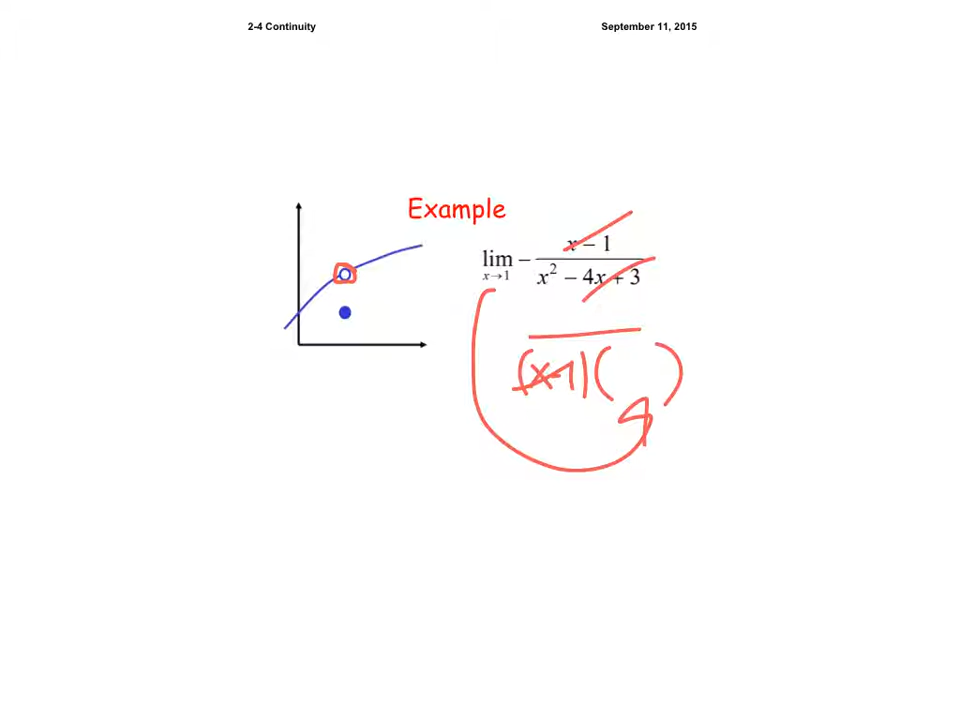 2-4 Continuity September 11, 2015
Example
lim x→1 − (x − 1)/(x² − 4x + 3)
(x-1)( )